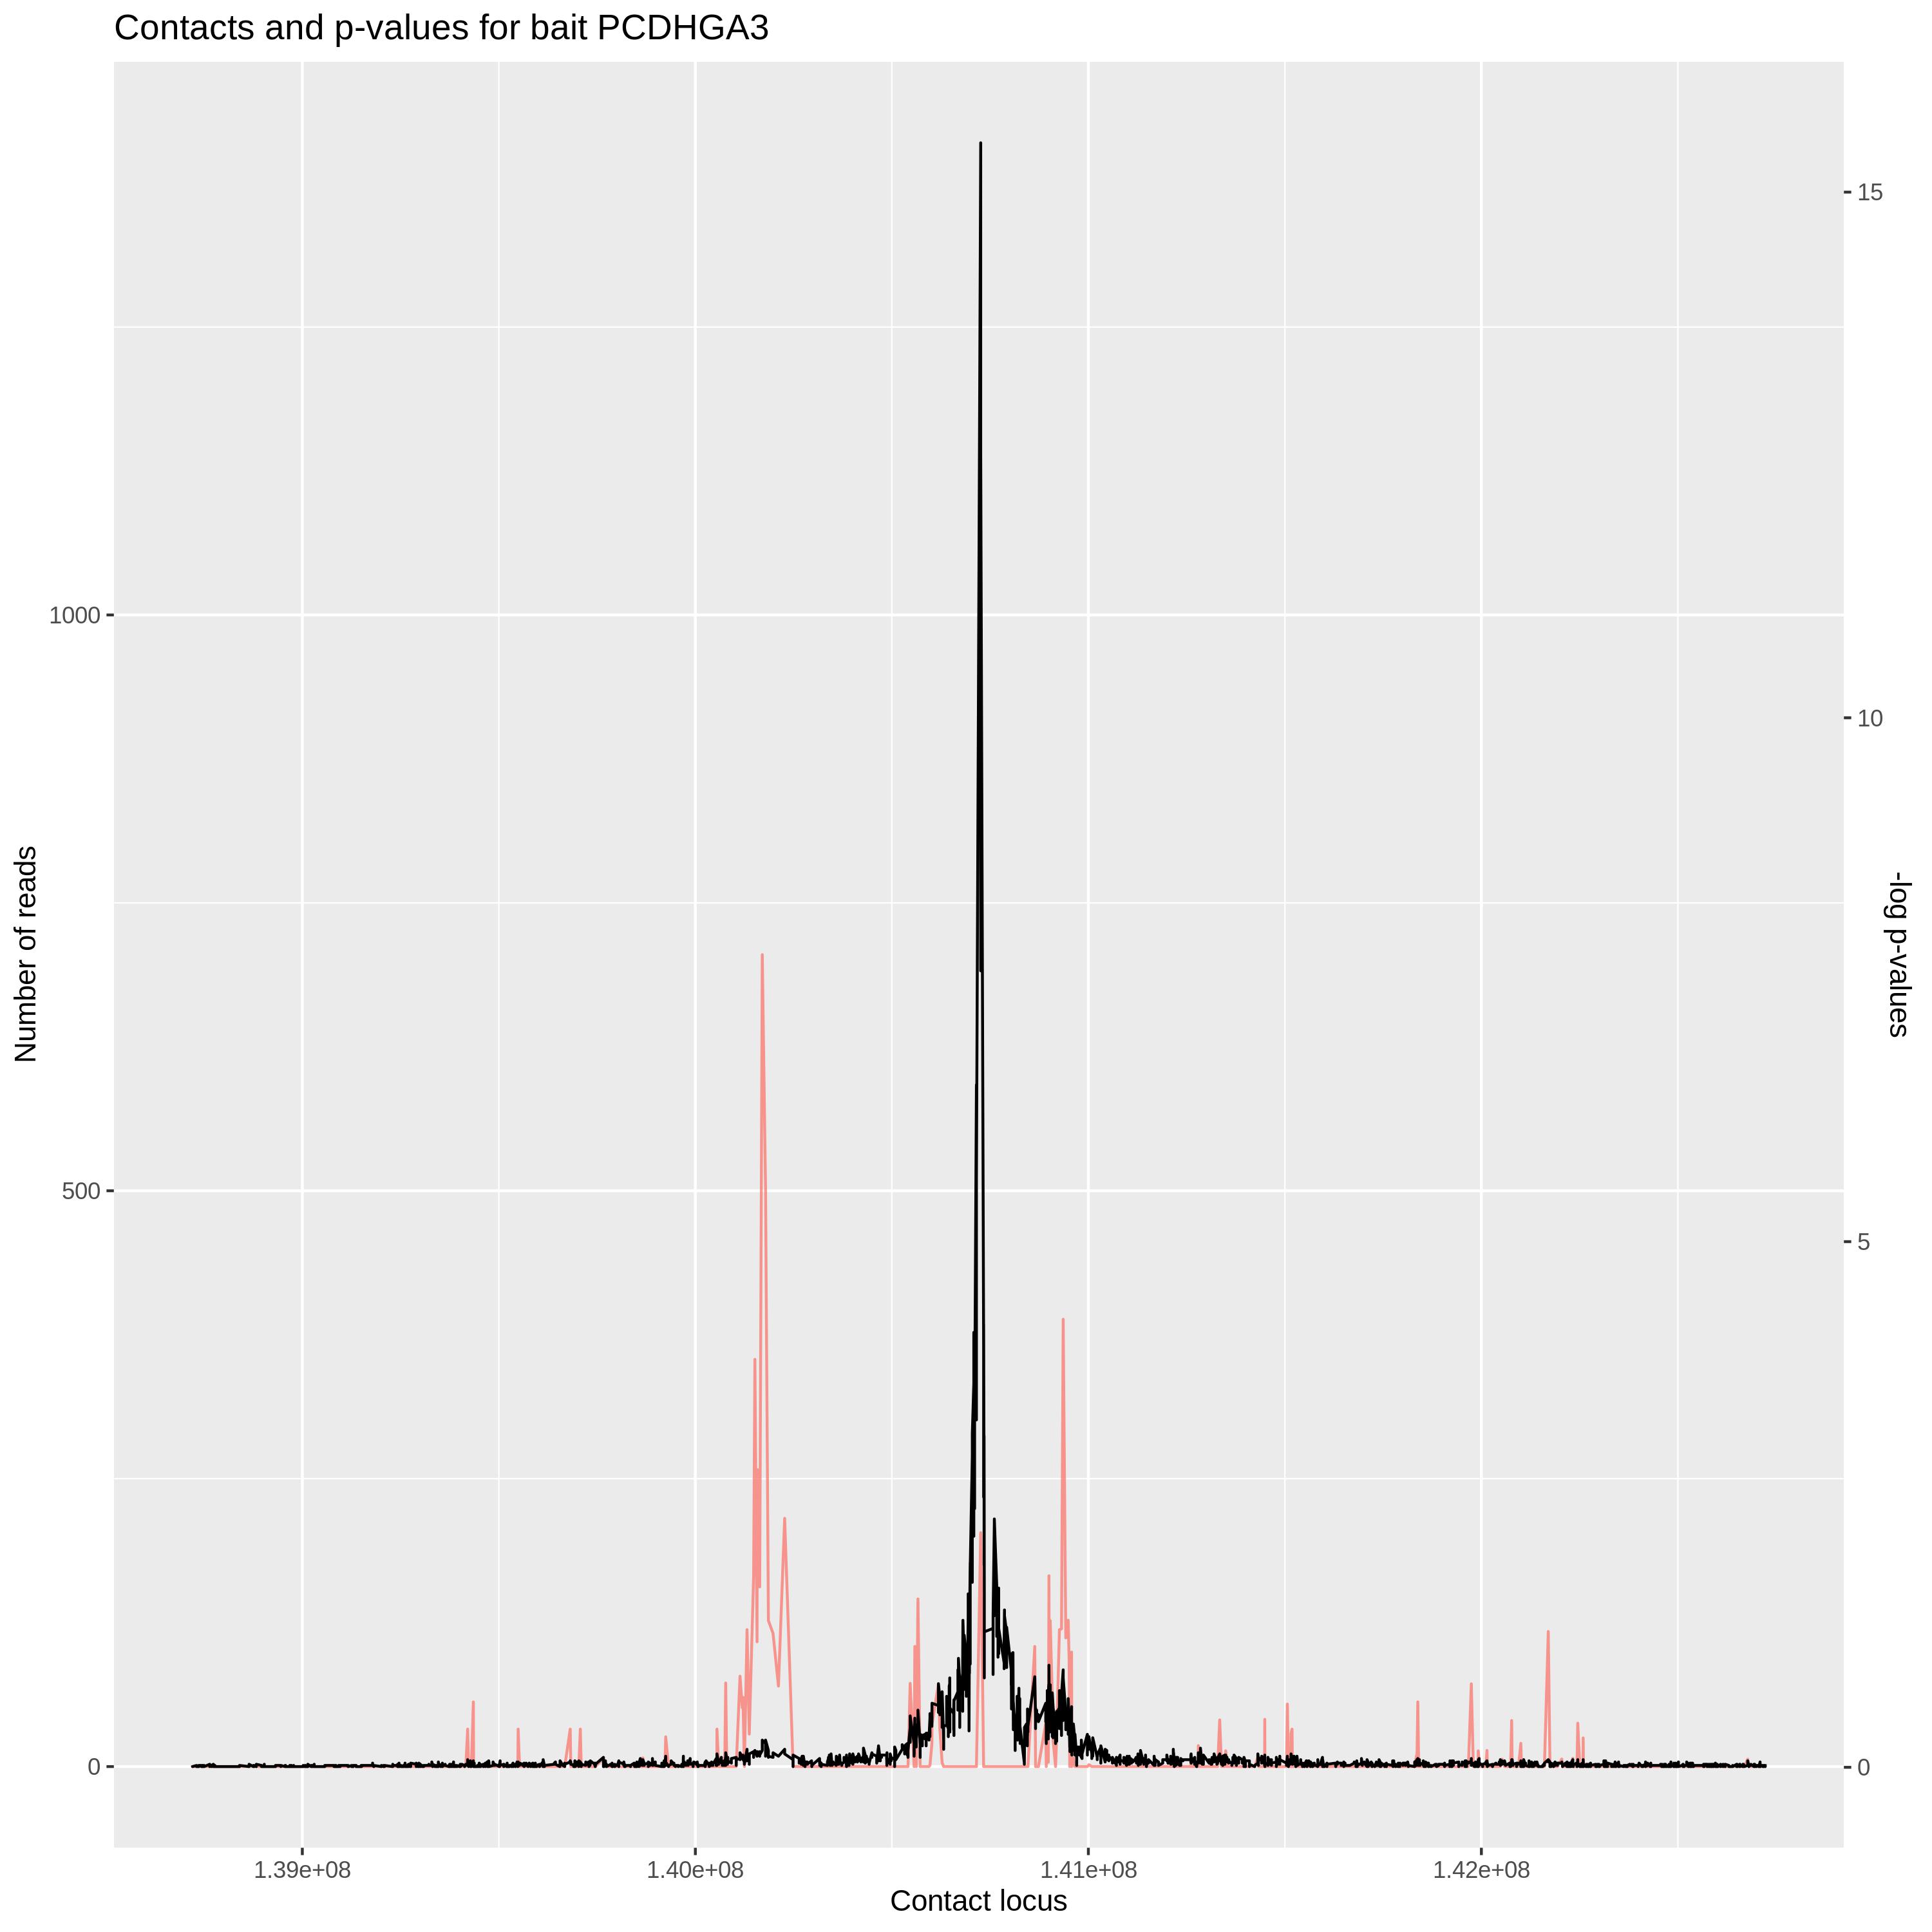 Contacts and p-values for bait PCDHGA3
15
1000
10
Number of reads
-log p-values
500
5
0
0
1.39e+08
1.40e+08
1.41e+08
1.42e+08
Contact locus